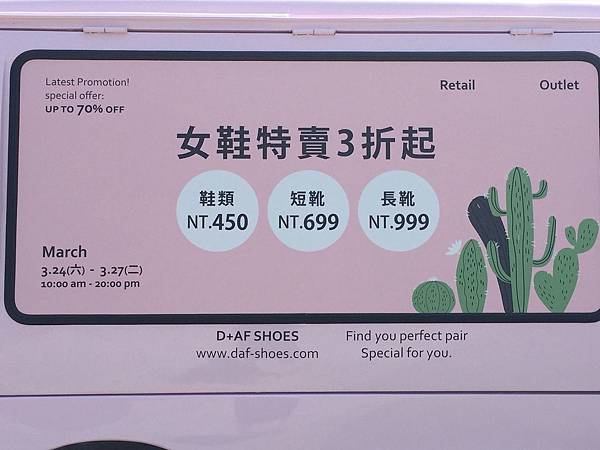 Latest Promotion!
special offer:
UP TO 70% OFF
Retail
Outlet
女鞋特賣3折起
鞋類
NT.450
短靴
NT.699
長靴
NT.999
March
3.24(六) - 3.27(二)
10:00 am - 20:00 pm
D+AF SHOES
www.daf-shoes.com
Find you perfect pair
Special for you.